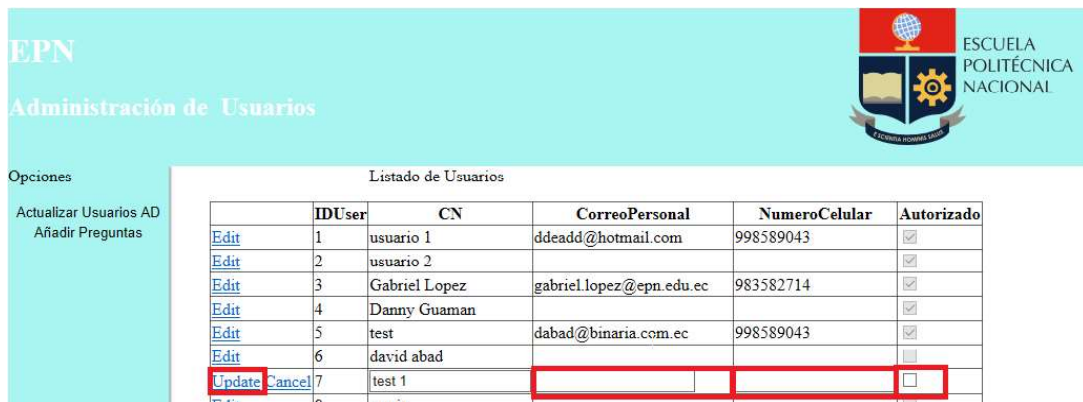 EPN
ESCUELA
POLITÉCNICA
NACIONAL
Administración de Usuarios
E SCIENTIA HOMINIS SALUS
Opciones
Listado de Usuarios
Actualizar Usuarios AD
Añadir Preguntas
IDUser CN CorreoPersonal NumeroCelular Autorizado
Edit 1 usuario 1 ddeadd@hotmail.com 998589043
Edit 2 usuario 2
Edit 3 Gabriel Lopez gabriel.lopez@epn.edu.ec 983582714
Edit 4 Danny Guaman
Edit 5 test dabad@binaria.com.ec 998589043
Edit 6 david abad
Update Cancel 7 test 1